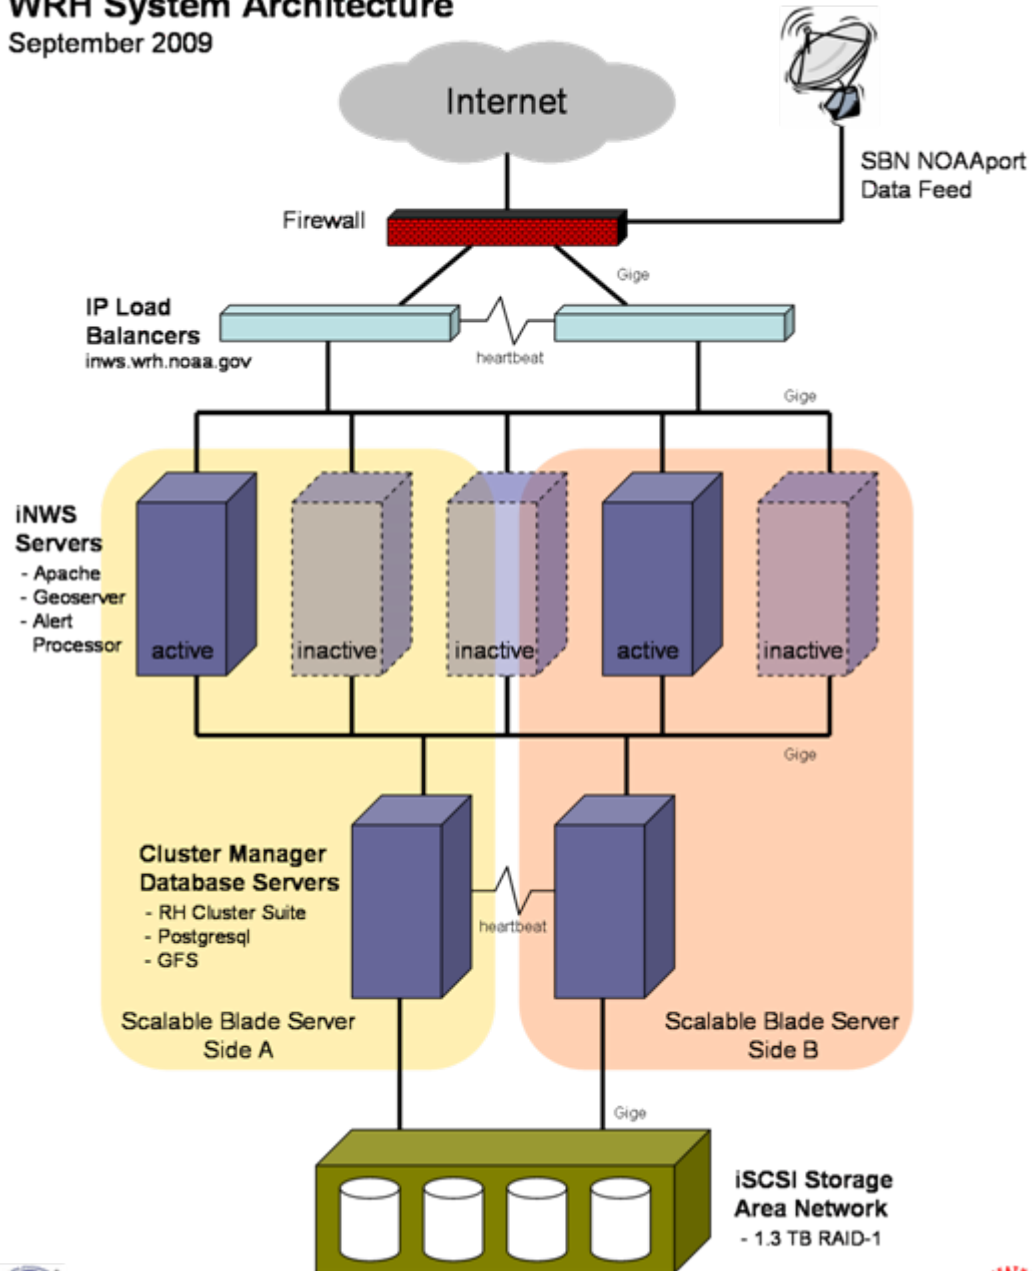 WRH System Architecture
September 2009
Internet
SBN NOAAport
Data Feed
Firewall
Gige
IP Load
Balancers
inws.wrh.noaa.gov
heartbeat
Gige
iNWS
Servers
- Apache
- Geoserver
- Alert
Processor
active
inactive
inactive
active
inactive
Gige
Cluster Manager
Database Servers
- RH Cluster Suite
- Postgresql
- GFS
heartbeat
Scalable Blade Server
Side A
Scalable Blade Server
Side B
Gige
iSCSI Storage
Area Network
- 1.3 TB RAID-1